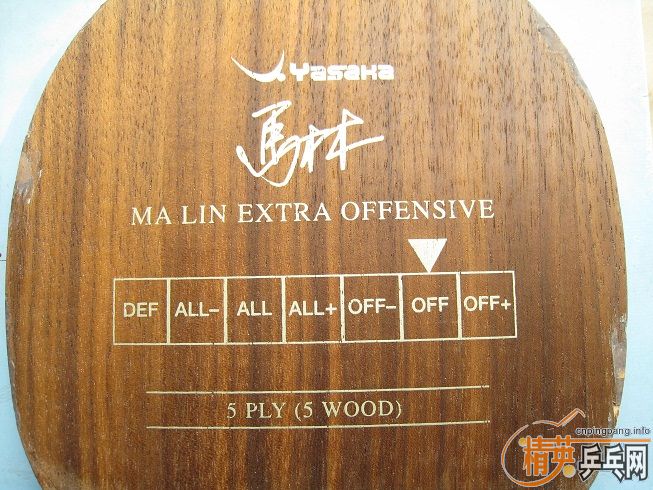 Yasaka
馬林
MA LIN EXTRA OFFENSIVE
DEF ALL- ALL ALL+ OFF- OFF OFF+
5 PLY (5 WOOD)
cnpingpang.info
精英乒乓网